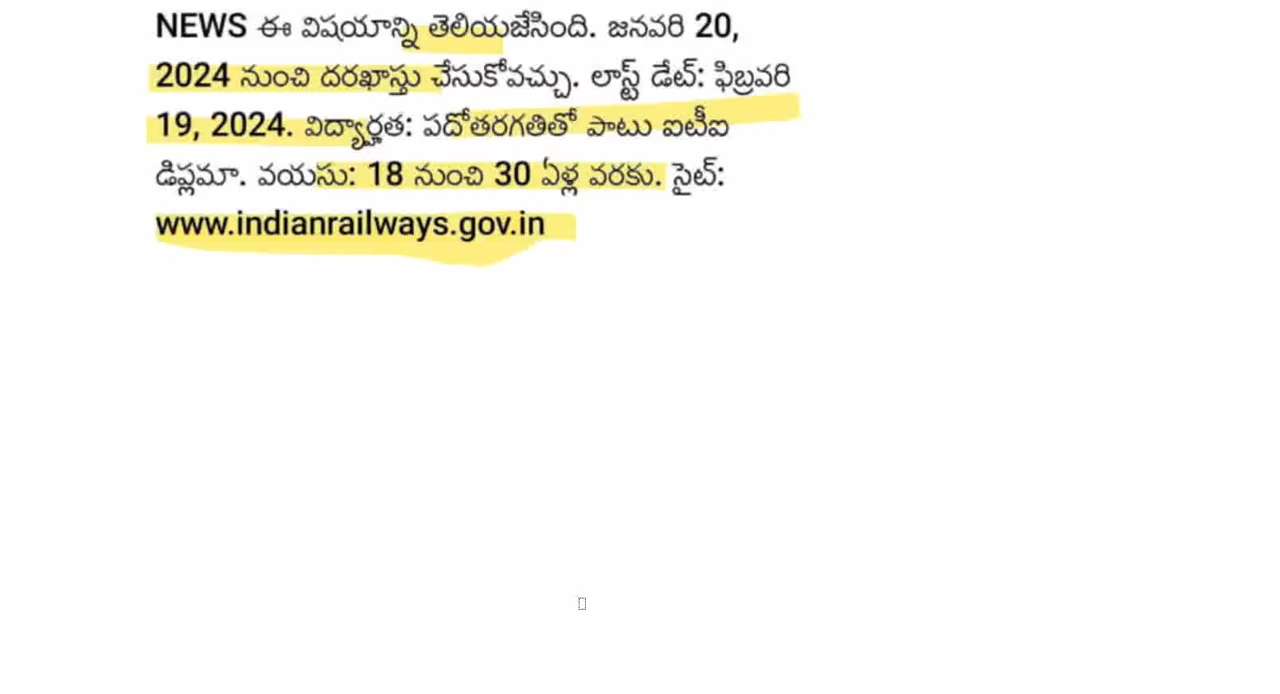 NEWS ఈ విషయాన్ని తెలియజేసింది. జనవరి 20,
2024 నుంచి దరఖాస్తు చేసుకోవచ్చు. లాస్ట్ డేట్: ఫిబ్రవరి
19, 2024. విద్యార్హత: పదోతరగతితో పాటు ఐటీఐ
డిప్లమా. వయసు: 18 నుంచి 30 ఏళ్ల వరకు. సైట్:
www.indianrailways.gov.in